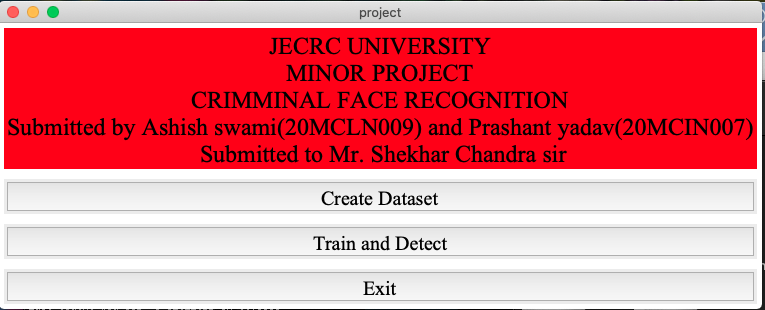 project
JECRC UNIVERSITY
MINOR PROJECT
CRIMMINAL FACE RECOGNITION
Submitted by Ashish swami(20MCLN009) and Prashant yadav(20MCIN007)
Submitted to Mr. Shekhar Chandra sir
Create Dataset
Train and Detect
Exit